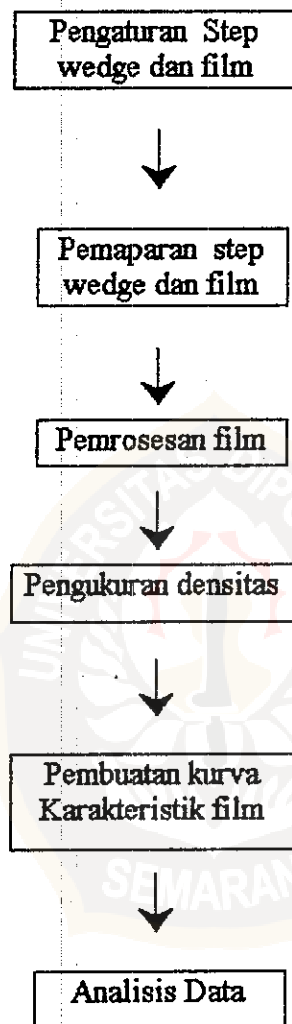 Pengaturan Step
wedge dan film
Pemaparan step
wedge dan film
Pemrosesan film
Pengukuran densitas
Pembuatan kurva
Karakteristik film
Analisis Data
SEMARAN